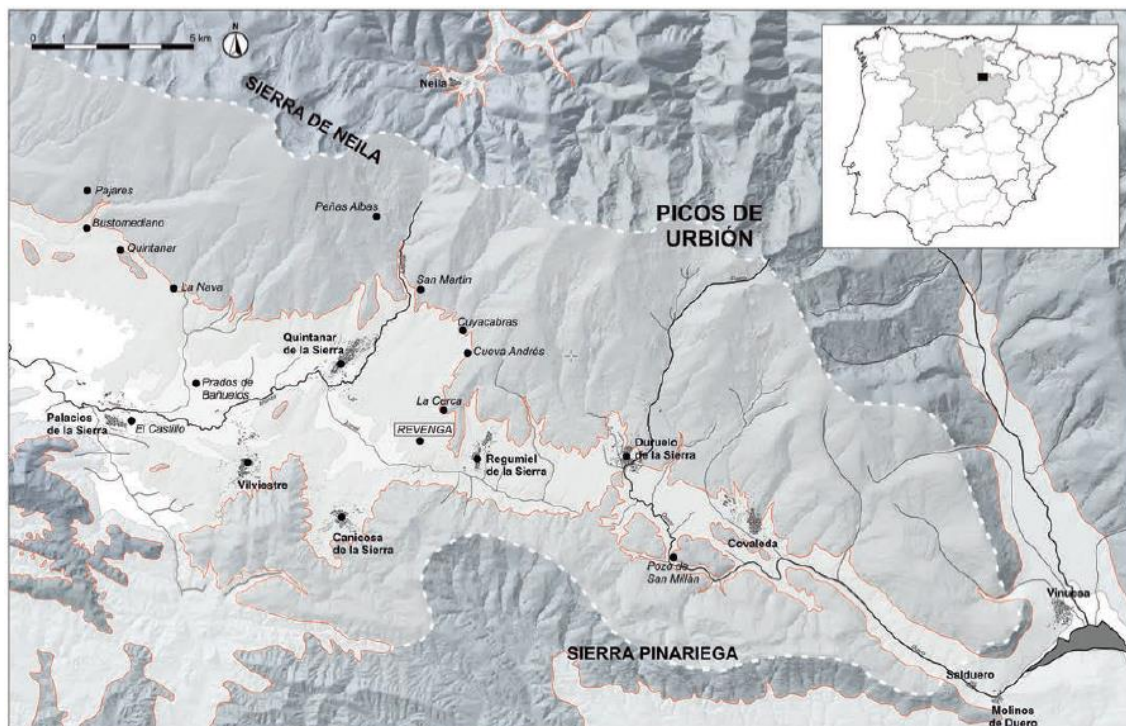 0 1 5 km
N
Neila
SIERRA DE NEILA
Pajares
Bustomediano
Quintanar
La Nava
Peñas Albas
PICOS DE
URBIÓN
San Martín
Cuyacabras
Cueva Andrés
Quintanar
de la Sierra
Prados de
Bañuelos
La Cerca
REVENGA
Palacios
de la Sierra
El Castillo
Vilviestre
Regumiel
de la Sierra
Duruelo
de la Sierra
Canicosa
de la Sierra
Covaleda
Pozo de
San Millán
Vinuesa
SIERRA PINARIEGA
Salduero
Molinos
de Duero